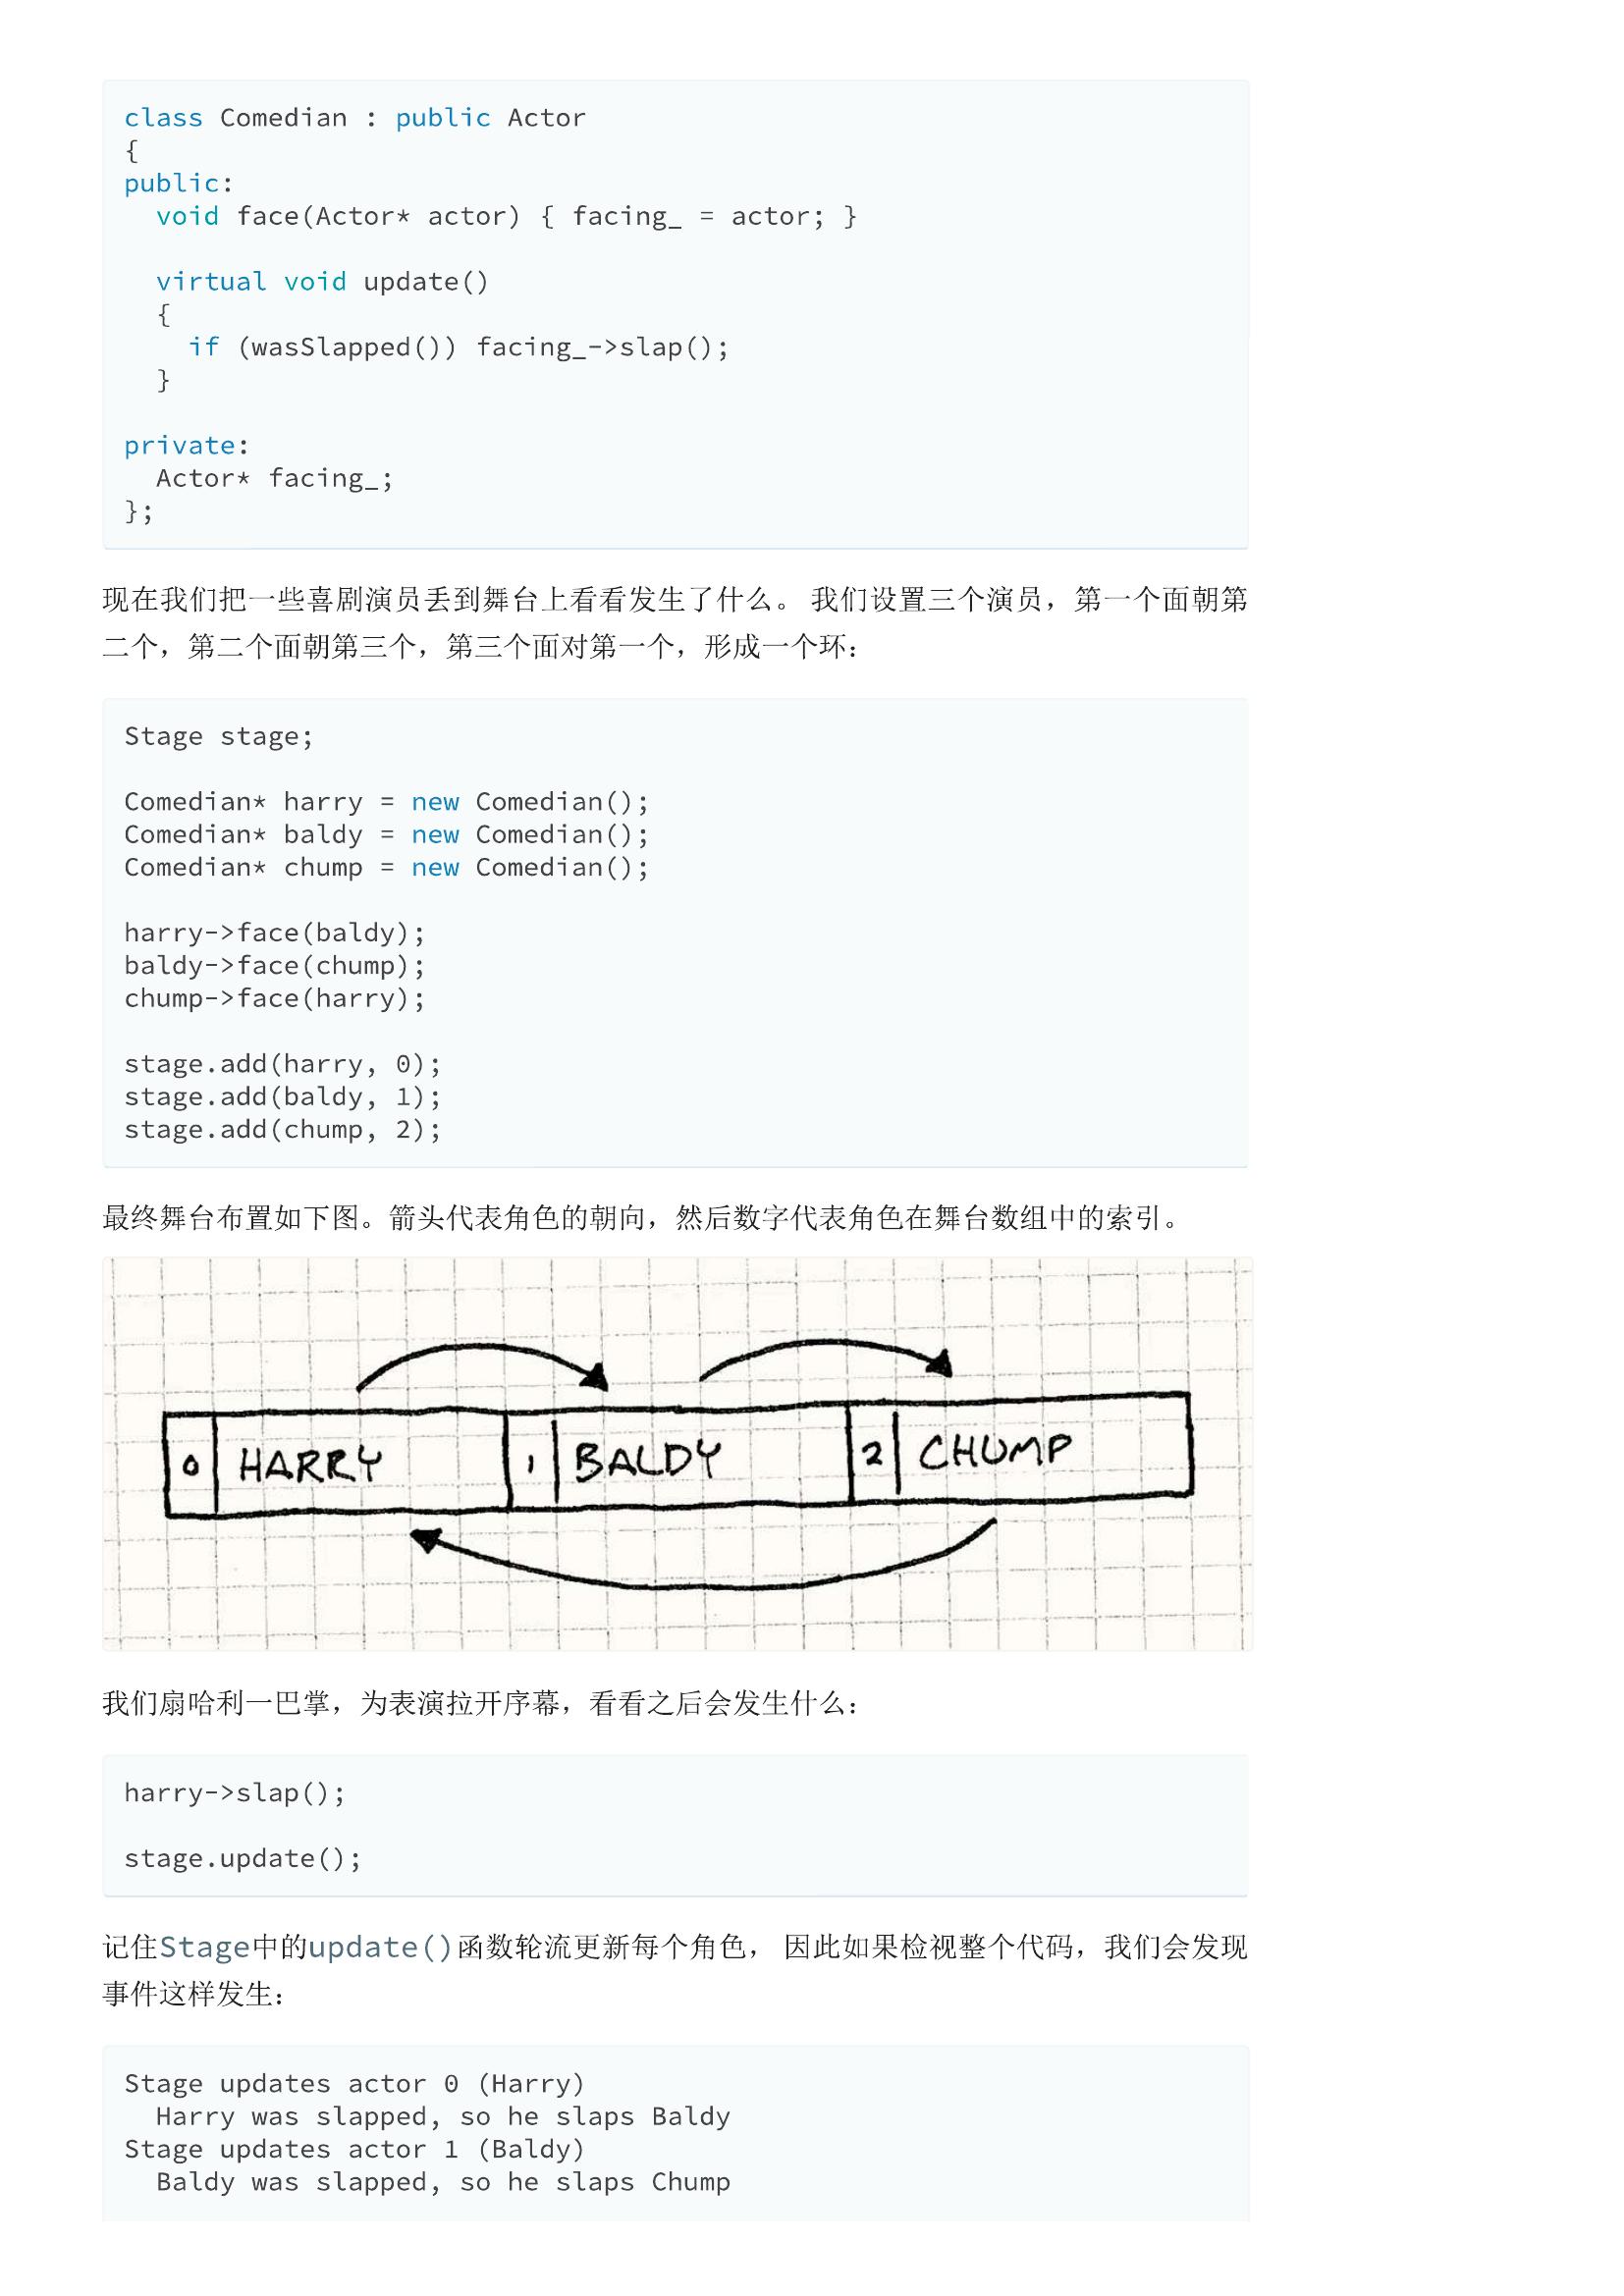 class Comedian : public Actor
{
public:
  void face(Actor* actor) { facing_ = actor; }

  virtual void update()
  {
    if (wasSlapped()) facing_->slap();
  }

private:
  Actor* facing_;
};
现在我们把一些喜剧演员丢到舞台上看看发生了什么。 我们设置三个演员，第一个面朝第
二个，第二个面朝第三个，第三个面对第一个，形成一个环：
Stage stage;

Comedian* harry = new Comedian();
Comedian* baldy = new Comedian();
Comedian* chump = new Comedian();

harry->face(baldy);
baldy->face(chump);
chump->face(harry);

stage.add(harry, 0);
stage.add(baldy, 1);
stage.add(chump, 2);
最终舞台布置如下图。箭头代表角色的朝向，然后数字代表角色在舞台数组中的索引。
0 HARRY 1 BALDY 2 CHUMP
我们扇哈利一巴掌，为表演拉开序幕，看看之后会发生什么：
harry->slap();

stage.update();
记住Stage中的update()函数轮流更新每个角色， 因此如果检视整个代码，我们会发现
事件这样发生：
Stage updates actor 0 (Harry)
  Harry was slapped, so he slaps Baldy
Stage updates actor 1 (Baldy)
  Baldy was slapped, so he slaps Chump